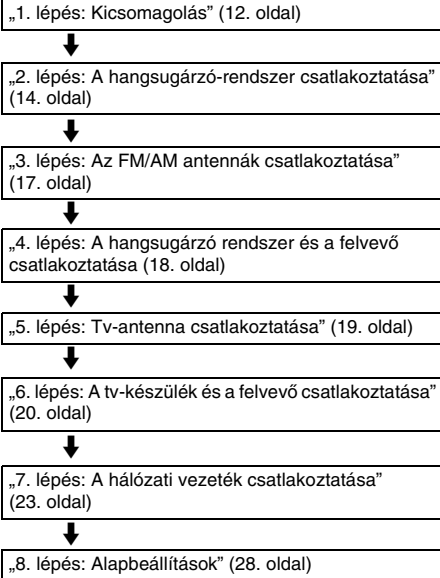 „1. lépés: Kicsomagolás” (12. oldal)
„2. lépés: A hangsugárzó-rendszer csatlakoztatása”
(14. oldal)
„3. lépés: Az FM/AM antennák csatlakoztatása”
(17. oldal)
„4. lépés: A hangsugárzó rendszer és a felvevő
csatlakoztatása (18. oldal)
„5. lépés: Tv-antenna csatlakoztatása” (19. oldal)
„6. lépés: A tv-készülék és a felvevő csatlakoztatása”
(20. oldal)
„7. lépés: A hálózati vezeték csatlakoztatása”
(23. oldal)
„8. lépés: Alapbeállítások” (28. oldal)